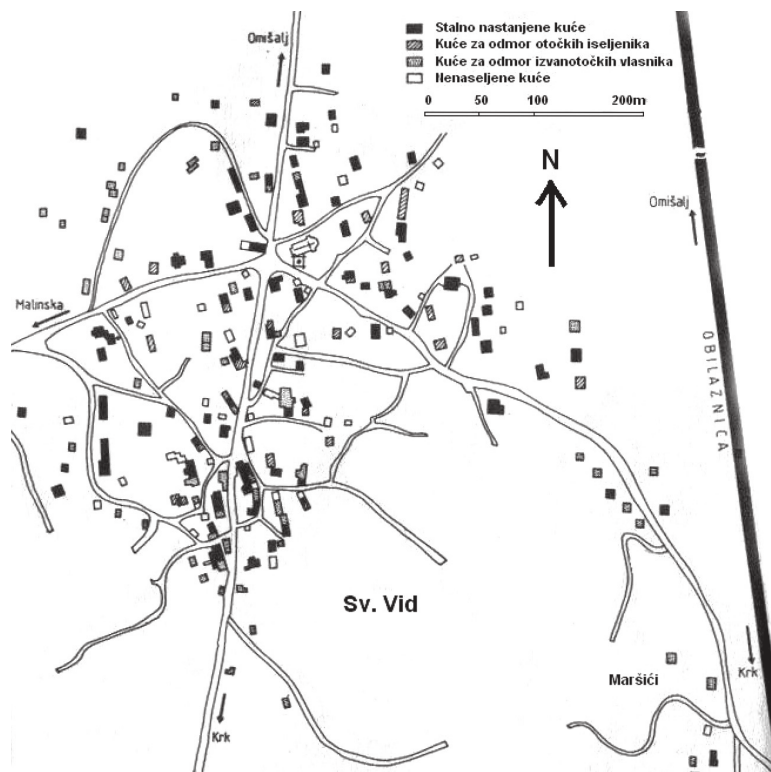 Stalno nastanjene kuće
Kuće za odmor otočkih iseljenika
Kuće za odmor izvanotočkih vlasnika
Nenaseljene kuće
0 50 100 200m
Omišalj
N
Omišalj
Malinska
OBILAZNICA
Sv. Vid
Maršići
Krk
Krk